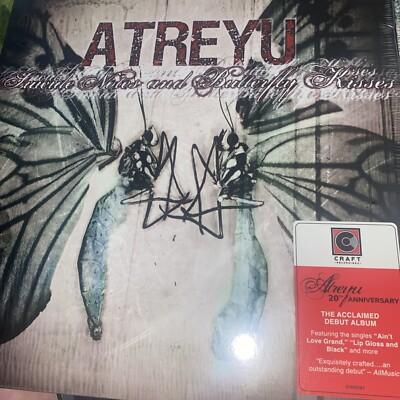 ATREYU
Suicide Notes and Butterfly Kisses
CRAFT
RECORDINGS
Atreyu
20TH ANNIVERSARY
THE ACCLAIMED
DEBUT ALBUM
Featuring the singles “Ain’t
Love Grand,” “Lip Gloss and
Black” and more
“Exquisitely crafted....an
outstanding debut” – AllMusic